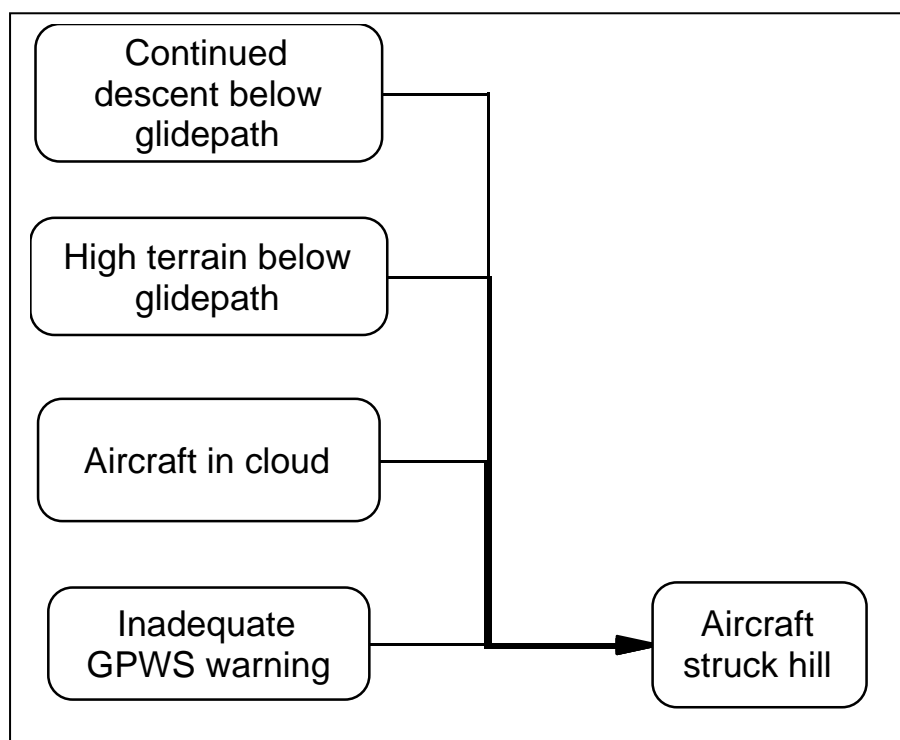 Continued
descent below
glidepath
High terrain below
glidepath
Aircraft in cloud
Inadequate
GPWS warning
Aircraft
struck hill